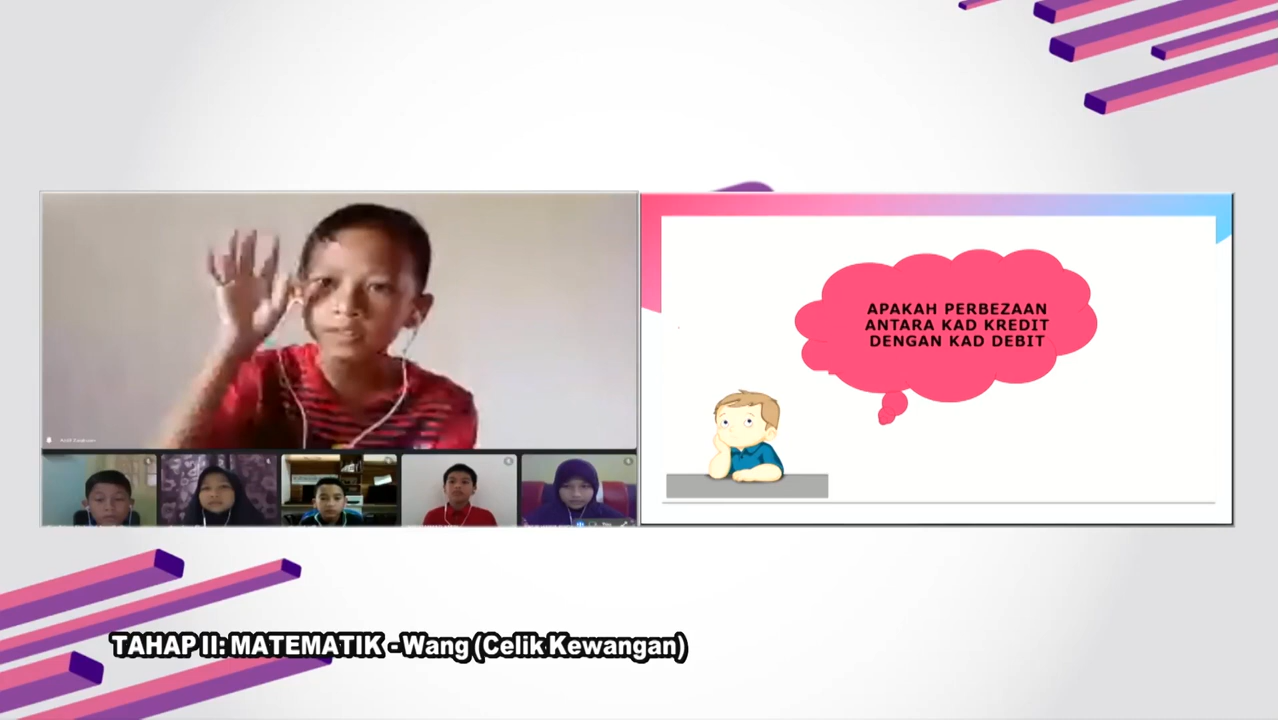 APAKAH PERBEZAAN
ANTARA KAD KREDIT
DENGAN KAD DEBIT
TAHAP II: MATEMATIK - Wang (Celik Kewangan)